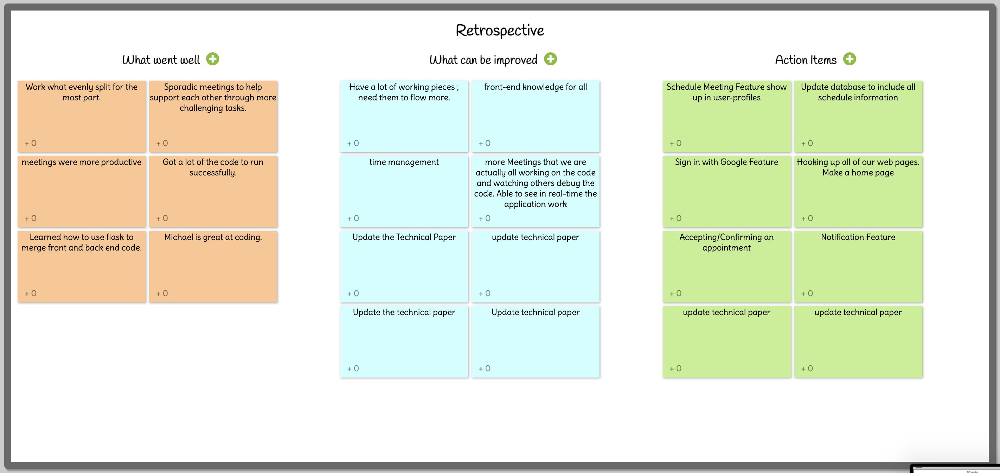 Retrospective
What went well
Work what evenly split for the
most part.
+ 0
Sporadic meetings to help
support each other through more
challenging tasks.
+ 0
meetings were more productive
+ 0
Got a lot of the code to run
successfully.
+ 0
Learned how to use flask to
merge front and back end code.
+ 0
Michael is great at coding.
+ 0
What can be improved
Have a lot of working pieces ;
need them to flow more.
+ 0
front-end knowledge for all
+ 0
time management
+ 0
more Meetings that we are
actually all working on the code
and watching others debug the
code. Able to see in real-time the
application work
+ 0
Update the Technical Paper
+ 0
update technical paper
+ 0
Update the technical paper
+ 0
Update technical paper
+ 0
Action Items
Schedule Meeting Feature show
up in user-profiles
+ 0
Update database to include all
schedule information
+ 0
Sign in with Google Feature
+ 0
Hooking up all of our web pages.
Make a home page
+ 0
Accepting/Confirming an
appointment
+ 0
Notification Feature
+ 0
update technical paper
+ 0
update technical paper
+ 0
Retrospective